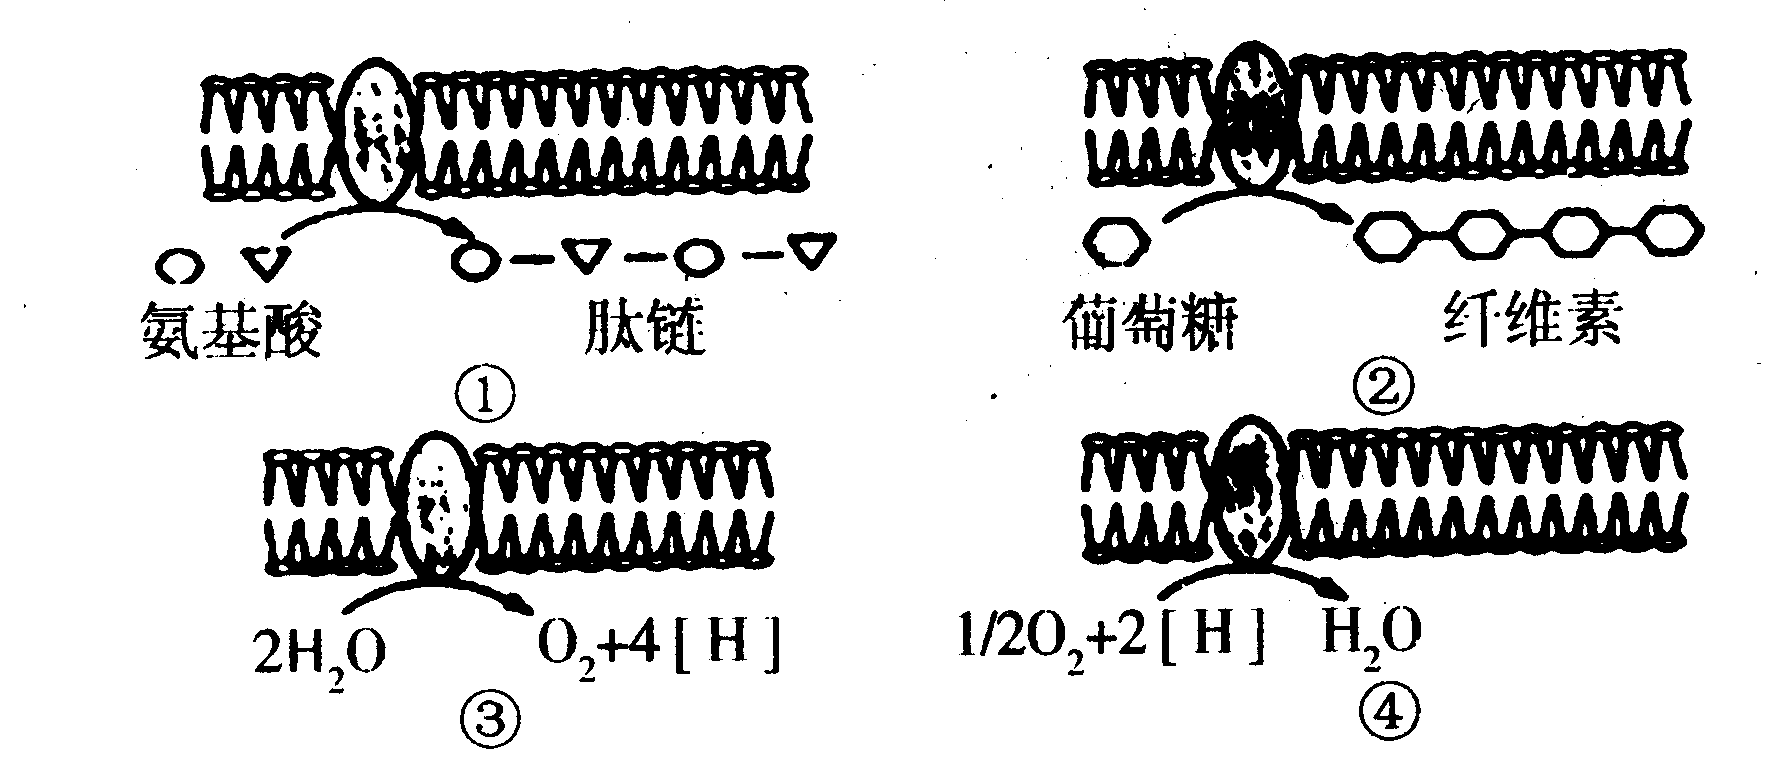 氨基酸 肽链
①
葡萄糖 纤维素
②
2H₂O O₂+4[H]
③
1/2O₂+2[H] H₂O
④